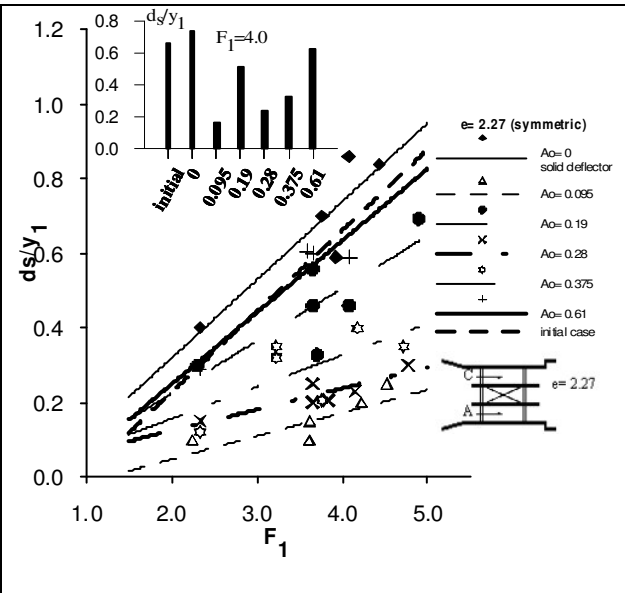 ds/y1
F1=4.0
0.8
0.6
0.4
0.2
0.0
initial
0
0.095
0.19
0.28
0.375
0.61
1.2
1.0
0.8
0.6
0.4
0.2
0.0
ds/y1
1.0
2.0
3.0
4.0
5.0
F1
e= 2.27 (symmetric)
Ao= 0
solid deflector
Ao= 0.095
Ao= 0.19
Ao= 0.28
Ao= 0.375
Ao= 0.61
initial case
C
A
e= 2.27